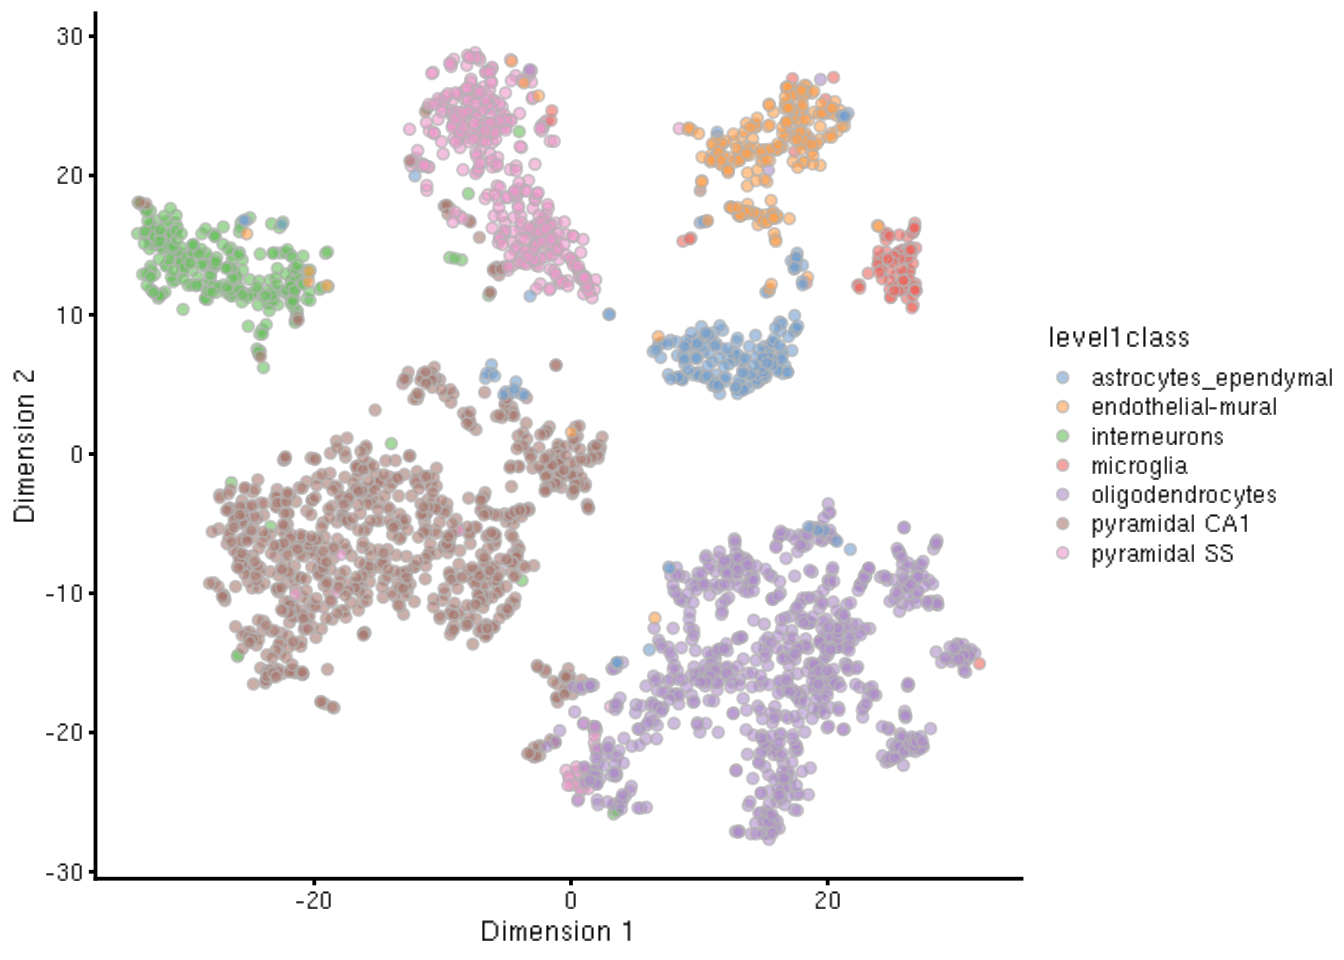 30
20
10
0
-10
-20
-30
Dimension 2
-20
0
20
Dimension 1
level1class
astrocytes_ependymal
endothelial-mural
interneurons
microglia
oligodendrocytes
pyramidal CA1
pyramidal SS